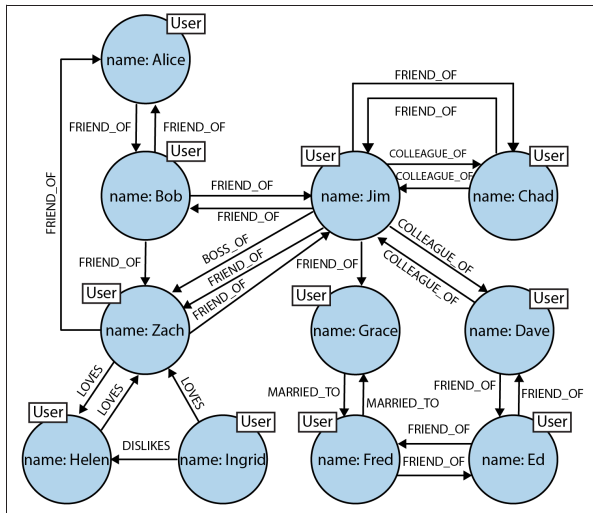 User
name: Alice
FRIEND_OF
FRIEND_OF
FRIEND_OF
FRIEND_OF
FRIEND_OF
User
name: Bob
FRIEND_OF
FRIEND_OF
User
name: Jim
COLLEAGUE_OF
COLLEAGUE_OF
User
name: Chad
FRIEND_OF
BOSS_OF
FRIEND_OF
FRIEND_OF
FRIEND_OF
COLLEAGUE_OF
COLLEAGUE_OF
User
name: Zach
User
name: Grace
User
name: Dave
LOVES
LOVES
LOVES
MARRIED_TO
MARRIED_TO
FRIEND_OF
FRIEND_OF
User
name: Helen
DISLIKES
User
name: Ingrid
User
name: Fred
FRIEND_OF
FRIEND_OF
User
name: Ed